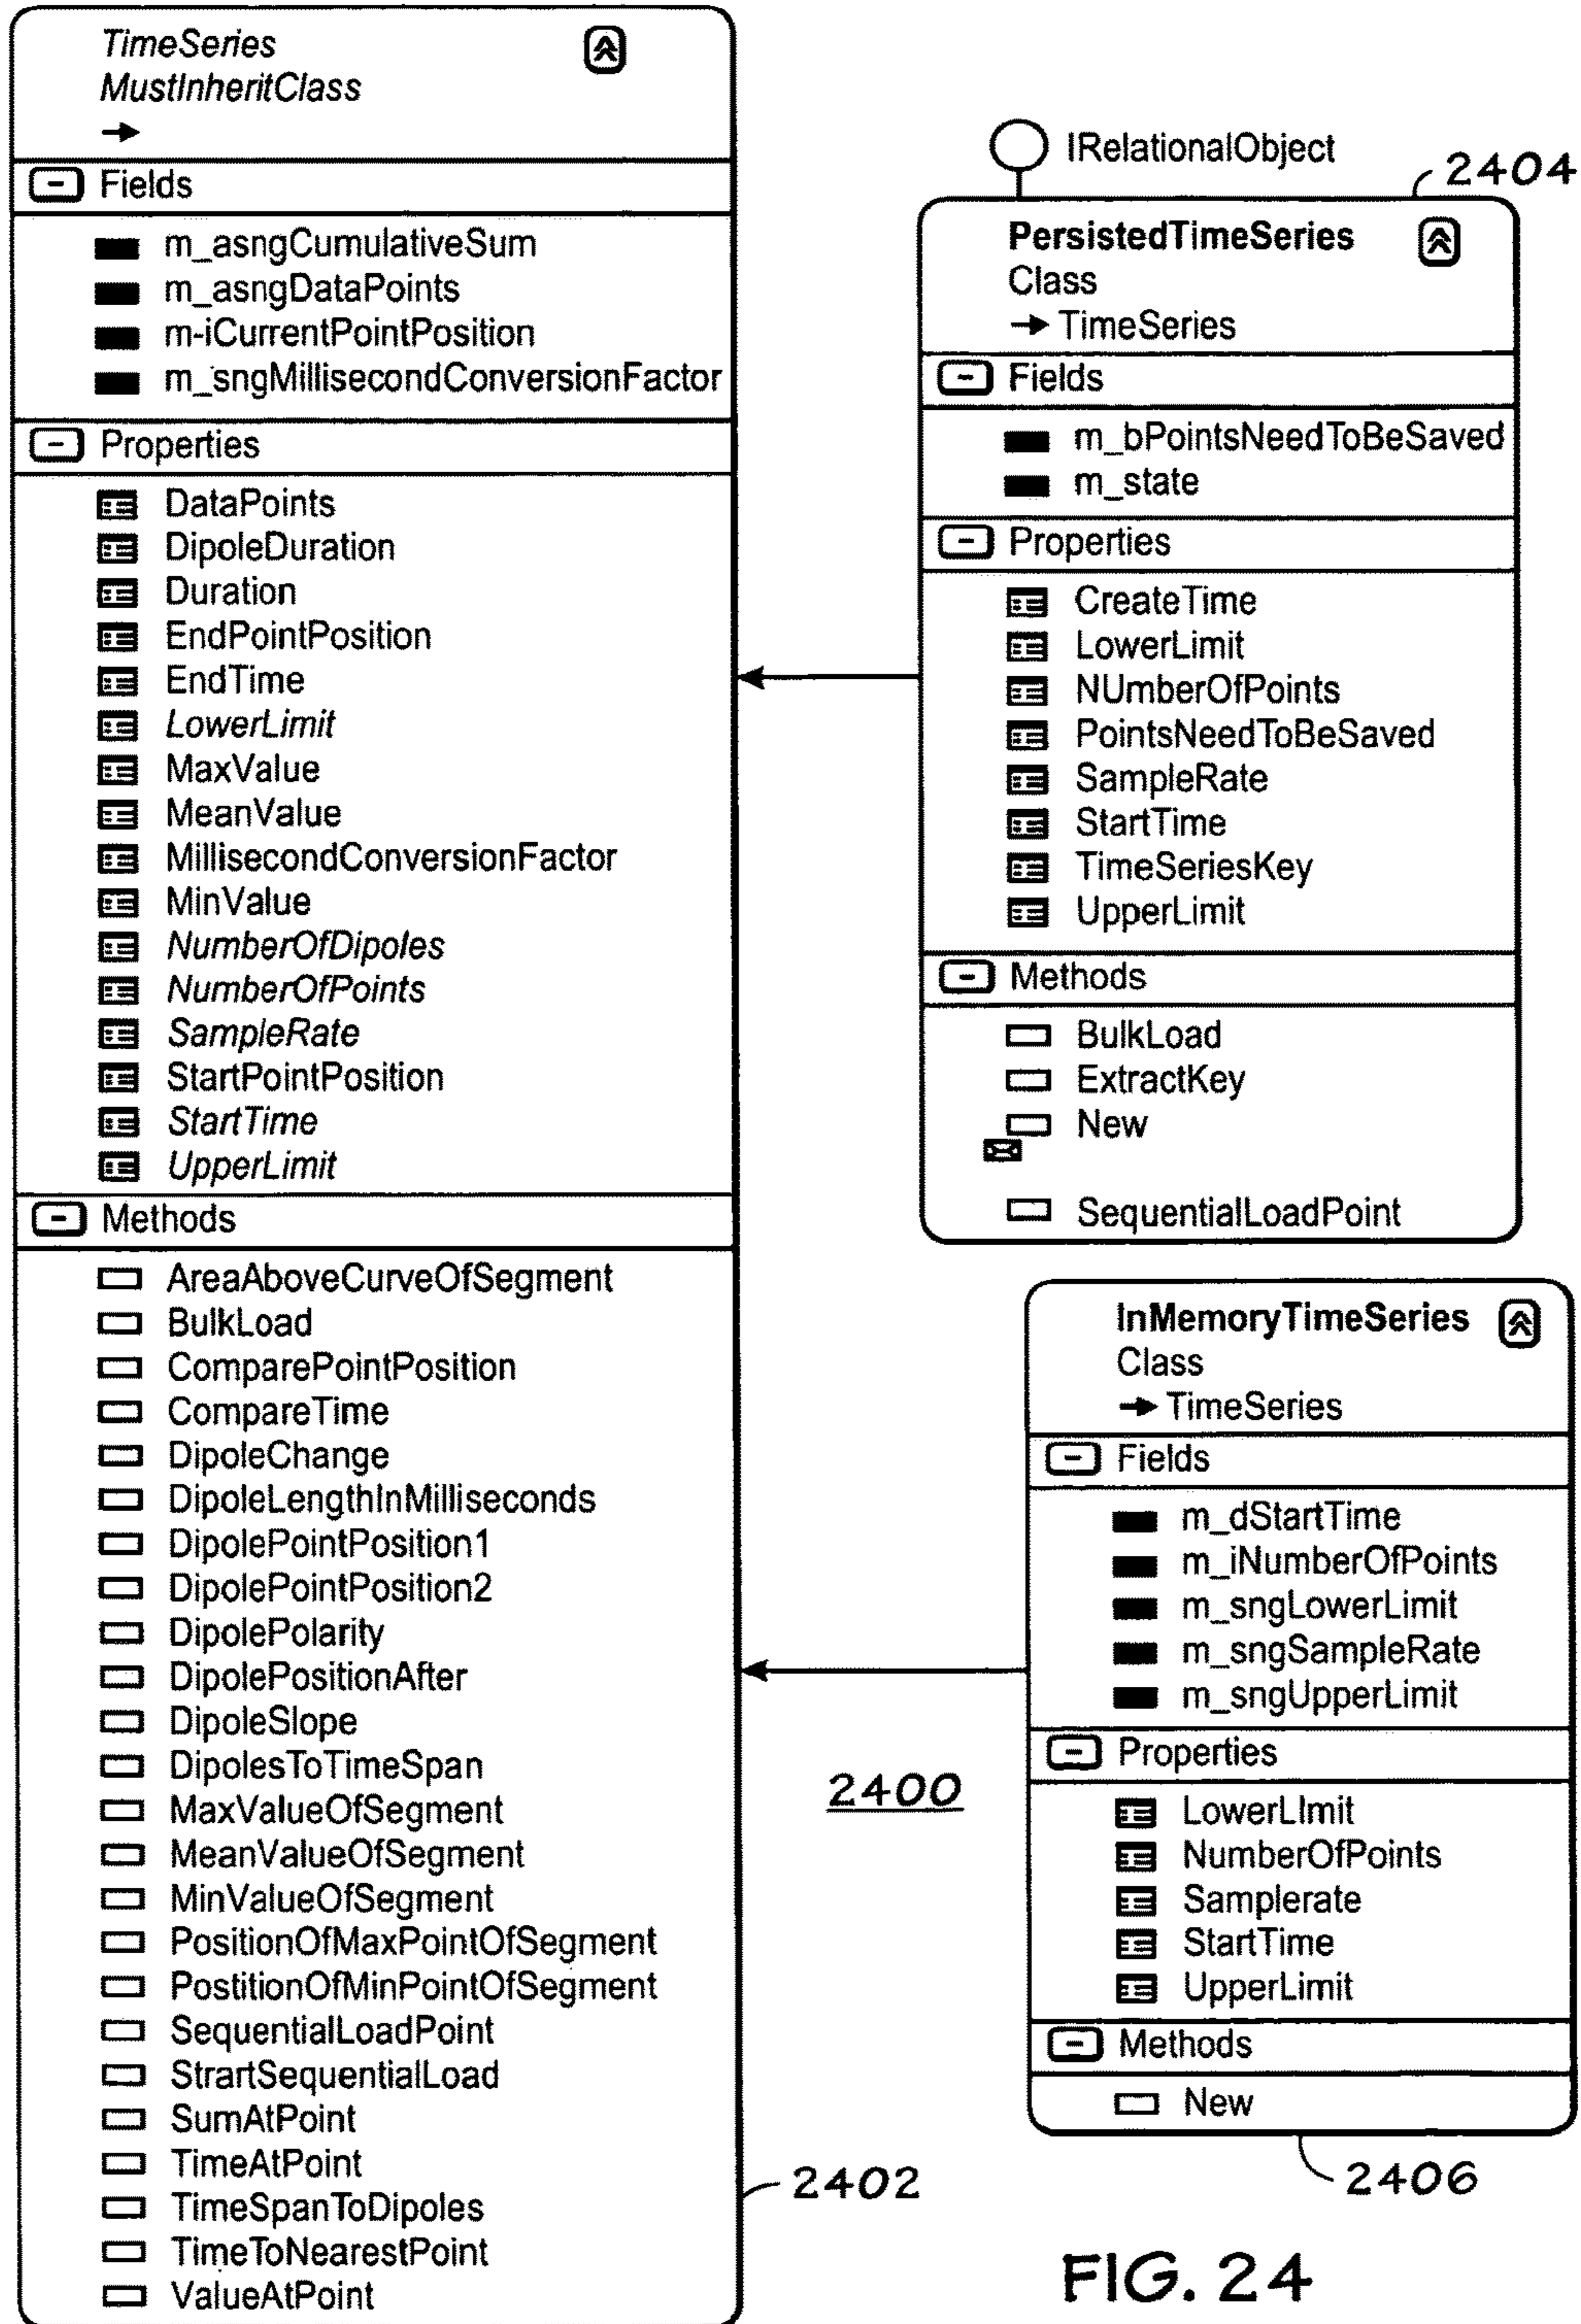 TimeSeries
MustInheritClass
Fields
m_asngCumulativeSum
m_asngDataPoints
m-iCurrentPointPosition
m_sngMillisecondConversionFactor
Properties
DataPoints
DipoleDuration
Duration
EndPointPosition
EndTime
LowerLimit
MaxValue
MeanValue
MillisecondConversionFactor
MinValue
NumberOfDipoles
NumberOfPoints
SampleRate
StartPointPosition
StartTime
UpperLimit
Methods
AreaAboveCurveOfSegment
BulkLoad
ComparePointPosition
CompareTime
DipoleChange
DipoleLengthInMilliseconds
DipolePointPosition1
DipolePointPosition2
DipolePolarity
DipolePositionAfter
DipoleSlope
DipolesToTimeSpan
MaxValueOfSegment
MeanValueOfSegment
MinValueOfSegment
PositionOfMaxPointOfSegment
PostitionOfMinPointOfSegment
SequentialLoadPoint
StrartSequentialLoad
SumAtPoint
TimeAtPoint
TimeSpanToDipoles
TimeToNearestPoint
ValueAtPoint
2402
IRelationalObject
2404
PersistedTimeSeries
Class
→ TimeSeries
Fields
m_bPointsNeedToBeSaved
m_state
Properties
CreateTime
LowerLimit
NUmberOfPoints
PointsNeedToBeSaved
SampleRate
StartTime
TimeSeriesKey
UpperLimit
Methods
BulkLoad
ExtractKey
New
SequentialLoadPoint
InMemoryTimeSeries
Class
→ TimeSeries
Fields
m_dStartTime
m_iNumberOfPoints
m_sngLowerLimit
m_sngSampleRate
m_sngUpperLimit
Properties
LowerLImit
NumberOfPoints
Samplerate
StartTime
UpperLimit
Methods
New
2406
2400
FIG. 24